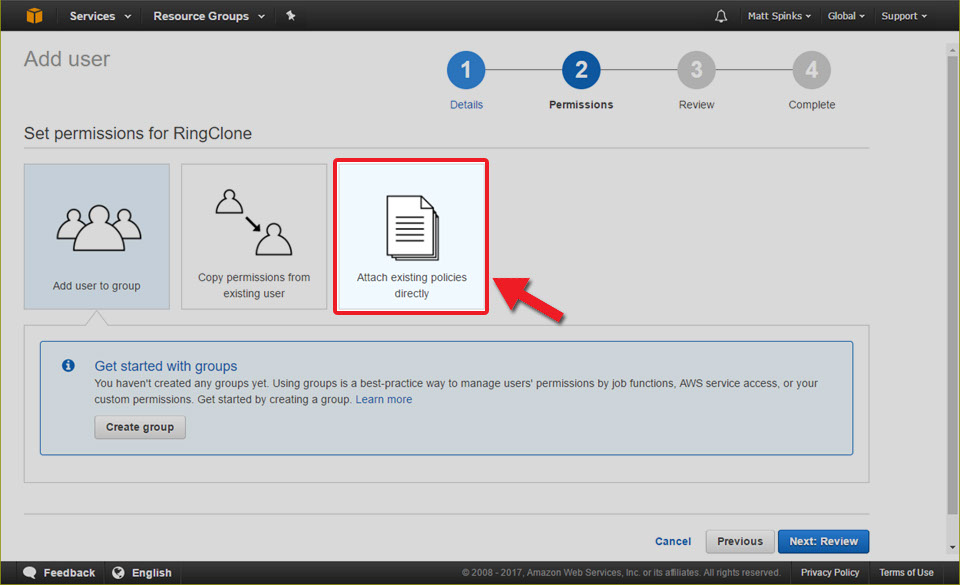 Services Resource Groups Matt Spinks Global Support
Add user
1 2 3 4
Details Permissions Review Complete
Set permissions for RingClone
Add user to group
Copy permissions from
existing user
Attach existing policies
directly
Get started with groups
You haven't created any groups yet. Using groups is a best-practice way to manage users' permissions by job functions, AWS service access, or your
custom permissions. Get started by creating a group. Learn more
Create group
Cancel Previous Next: Review
Feedback English © 2008 - 2017, Amazon Web Services, Inc. or its affiliates. All rights reserved. Privacy Policy Terms of Use